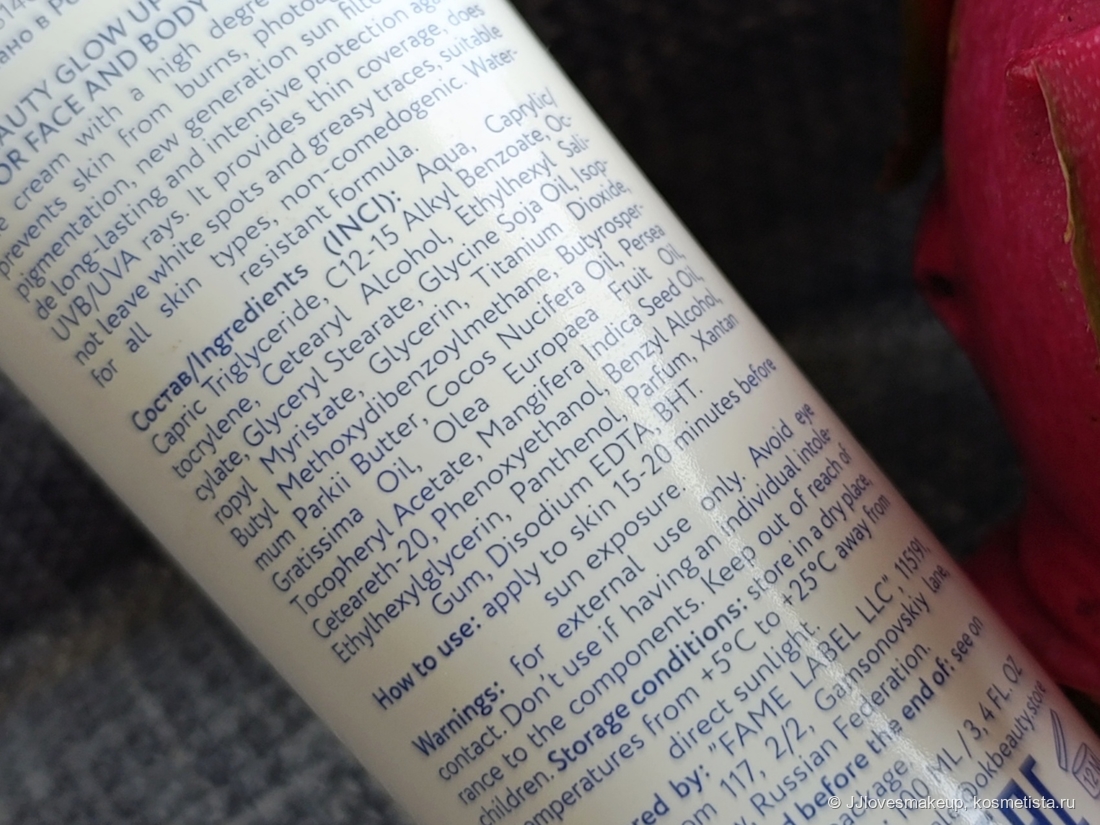 AUTY GLOW UP
OR FACE AND BODY
cream with a high degre
prevents skin from burns, photo
pigmentation, new generation sun filt
de long-lasting and intensive protection aga
UVB/UVA rays. It provides thin coverage, does
not leave white spots and greasy traces, suitable
for all skin types, non-comedogenic. Water-
resistant formula.
Состав/Ingredients (INCI): Aqua, Caprylic/
Capric Triglyceride, C12-15 Alkyl Benzoate, Oc-
tocrylene, Cetearyl Alcohol, Ethylhexyl Sali-
cylate, Glyceryl Stearate, Glycine Soja Oil, Isop-
ropyl Myristate, Glycerin, Titanium Dioxide,
Butyl Methoxydibenzoylmethane, Butyrosper-
mum Parkii Butter, Cocos Nucifera Oil, Persea
Gratissima Oil, Olea Europaea Fruit Oil,
Tocopheryl Acetate, Mangifera Indica Seed Oil,
Ceteareth-20, Phenoxyethanol, Benzyl Alcohol,
Ethylhexylglycerin, Panthenol, Parfum, Xantan
Gum, Disodium EDTA, BHT.
How to use: apply to skin 15-20 minutes before
sun exposure.
Warnings: for external use only. Avoid eye
contact. Don't use if having an individual intole-
rance to the components. Keep out of reach of
children. Storage conditions: store in a dry place,
temperatures from +5°C to +25°C away from
direct sunlight.
red by: "FAME LABEL LLC", 115191,
om 117, 2/2, Gamsonovskiy lane,
Russian Federation.
d before the end of: see on
package.
100 ML / 3,4 FL. OZ
lookbeauty.store
12M
© JJlovesmakeup, kosmetista.ru